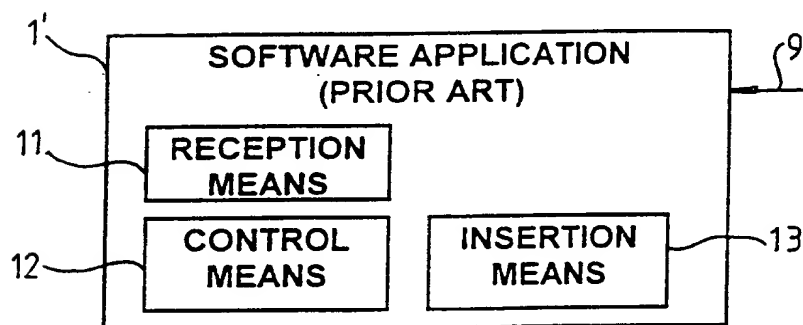 1'
SOFTWARE APPLICATION
(PRIOR ART)
9
11
RECEPTION
MEANS
12
CONTROL
MEANS
INSERTION
MEANS
13